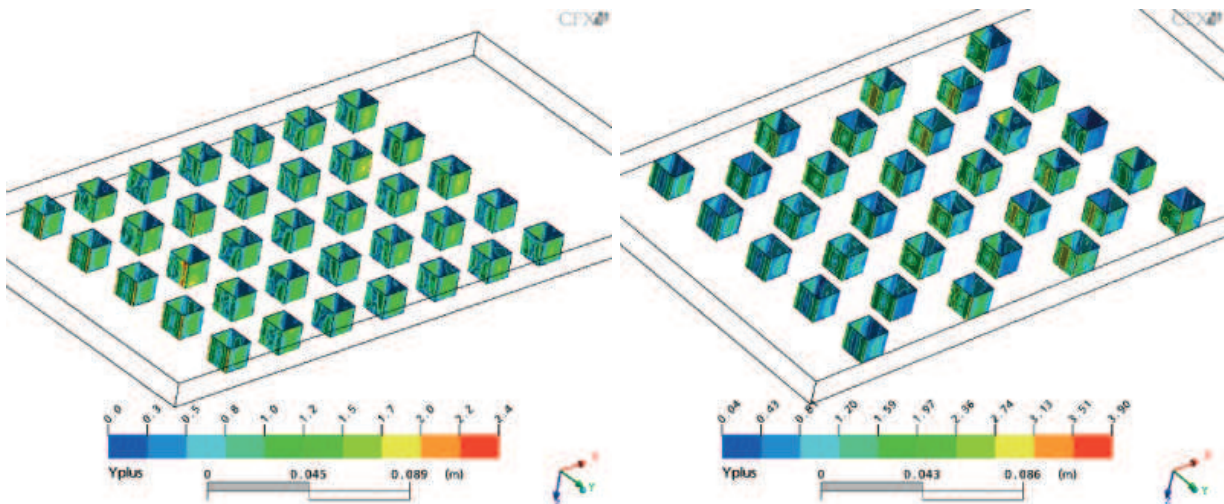 CFX
0.0 0.3 0.5 0.8 1.0 1.2 1.5 1.7 2.0 2.2 2.4
Yplus
0 0.045 0.089 (m)
X
Y
Z
CFX
0.04 0.43 0.81 1.20 1.59 1.97 2.36 2.74 3.13 3.51 3.90
Yplus
0 0.043 0.086 (m)
X
Y
Z